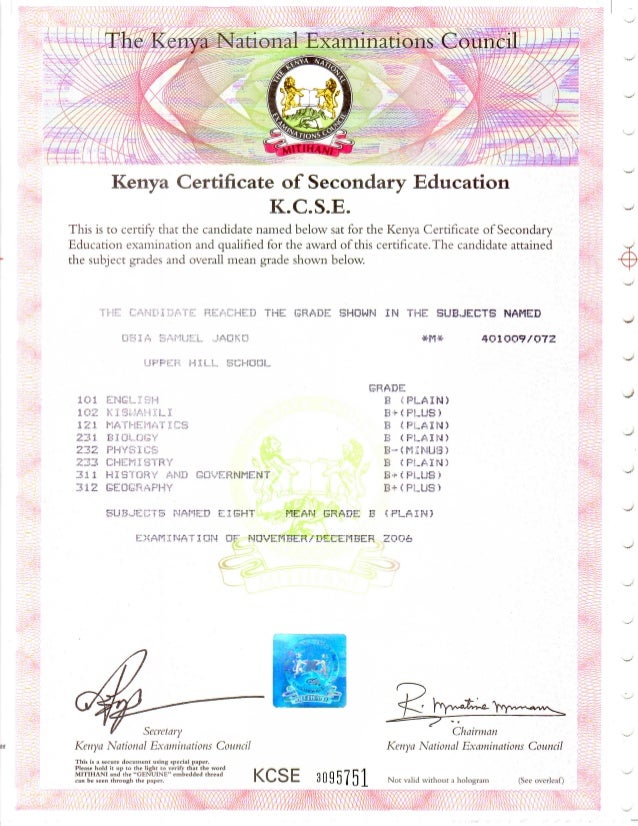 The Kenya National Examinations Council
THE KENYA NATIONAL
EXAMINATIONS COUNCIL
MITIHANI
Kenya Certificate of Secondary Education
K.C.S.E.
This is to certify that the candidate named below sat for the Kenya Certificate of Secondary
Education examination and qualified for the award of this certificate. The candidate attained
the subject grades and overall mean grade shown below.
THE CANDIDATE REACHED THE GRADE SHOWN IN THE SUBJECTS NAMED
OBIA SAMUEL JAOKO *M* 401009/072
UPPER HILL SCHOOL
GRADE
101 ENGLISH B (PLAIN)
102 KISWAHILI B+(PLUS)
121 MATHEMATICS B (PLAIN)
231 BIOLOGY B (PLAIN)
232 PHYSICS B-(MINUS)
233 CHEMISTRY B (PLAIN)
311 HISTORY AND GOVERNMENT B+(PLUS)
312 GEOGRAPHY B+(PLUS)
SUBJECTS NAMED EIGHT MEAN GRADE B (PLAIN)
EXAMINATION OF NOVEMBER/DECEMBER 2006
Secretary
Kenya National Examinations Council
Chairman
Kenya National Examinations Council
This is a secure document using special paper.
Please hold it up to the light to verify that the word
MITIHANI and the "GENUINE" embedded thread
can be seen through the paper.
KCSE 3095751
Not valid without a hologram (See overleaf)